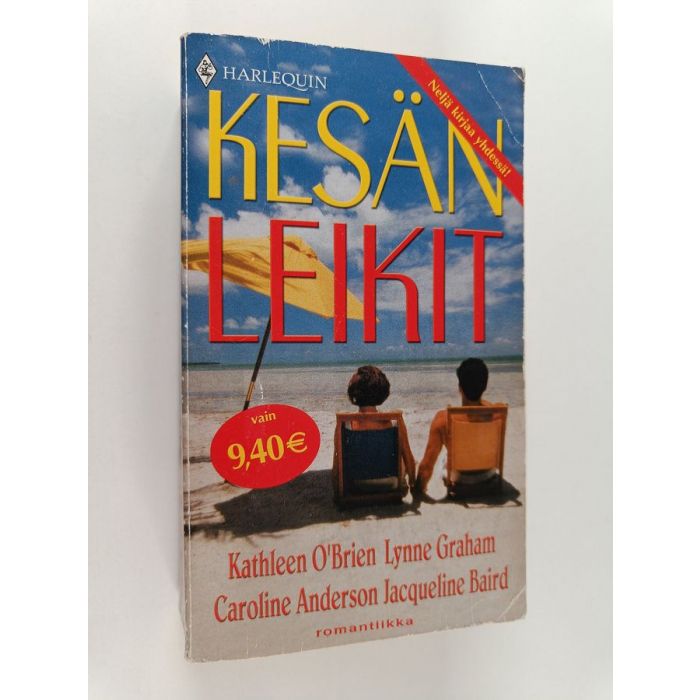 HARLEQUIN
Neljä kirjaa yhdessä!
KESÄN
LEIKIT
vain
9,40€
Kathleen O'Brien Lynne Graham
Caroline Anderson Jacqueline Baird
romantiikka